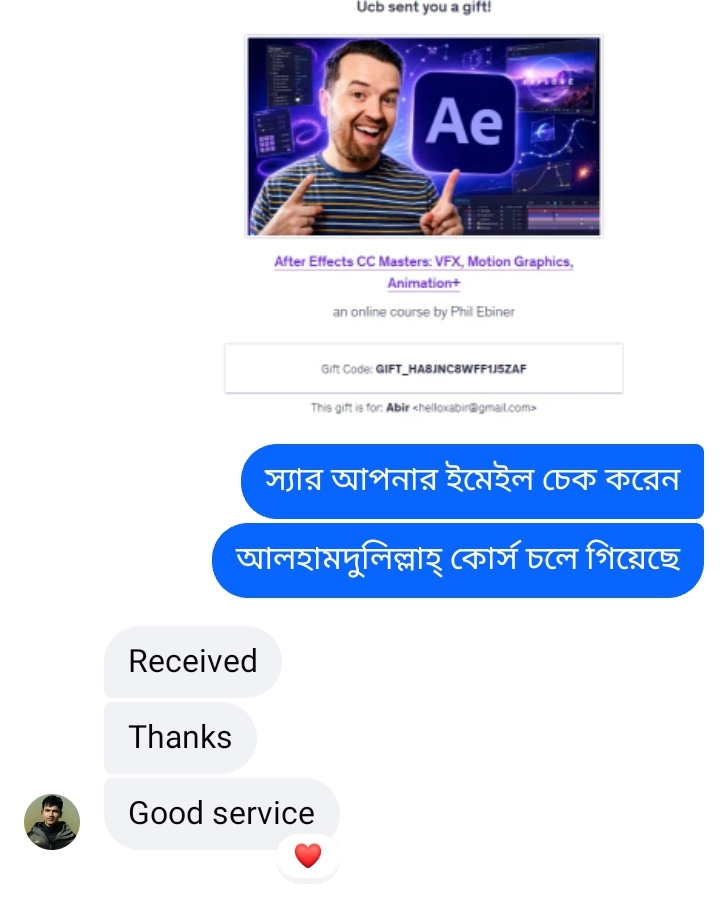 Ucb sent you a gift!
Ae
After Effects CC Masters: VFX, Motion Graphics,
Animation+
an online course by Phil Ebiner
Gift Code: GIFT_HA8JNC8WFF1J5ZAF
This gift is for: Abir <helloxabir@gmail.com>
স্যার আপনার ইমেইল চেক করেন
আলহামদুলিল্লাহ্ কোর্স চলে গিয়েছে
Received
Thanks
Good service